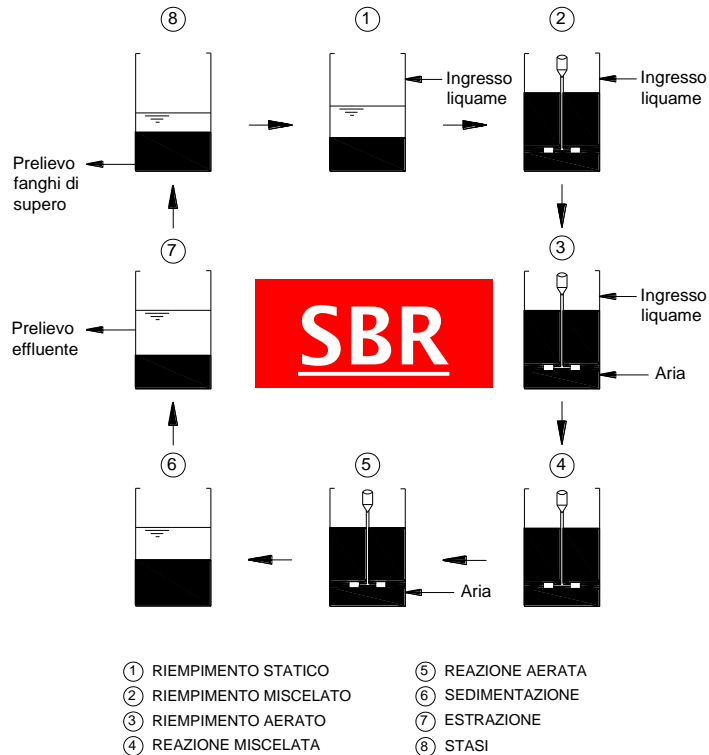 8
1
2
Ingresso
liquame
Ingresso
liquame
Prelievo
fanghi di
supero
7
3
Prelievo
effluente
SBR
Ingresso
liquame
Aria
6
5
4
Aria
1 RIEMPIMENTO STATICO
2 RIEMPIMENTO MISCELATO
3 RIEMPIMENTO AERATO
4 REAZIONE MISCELATA
5 REAZIONE AERATA
6 SEDIMENTAZIONE
7 ESTRAZIONE
8 STASI